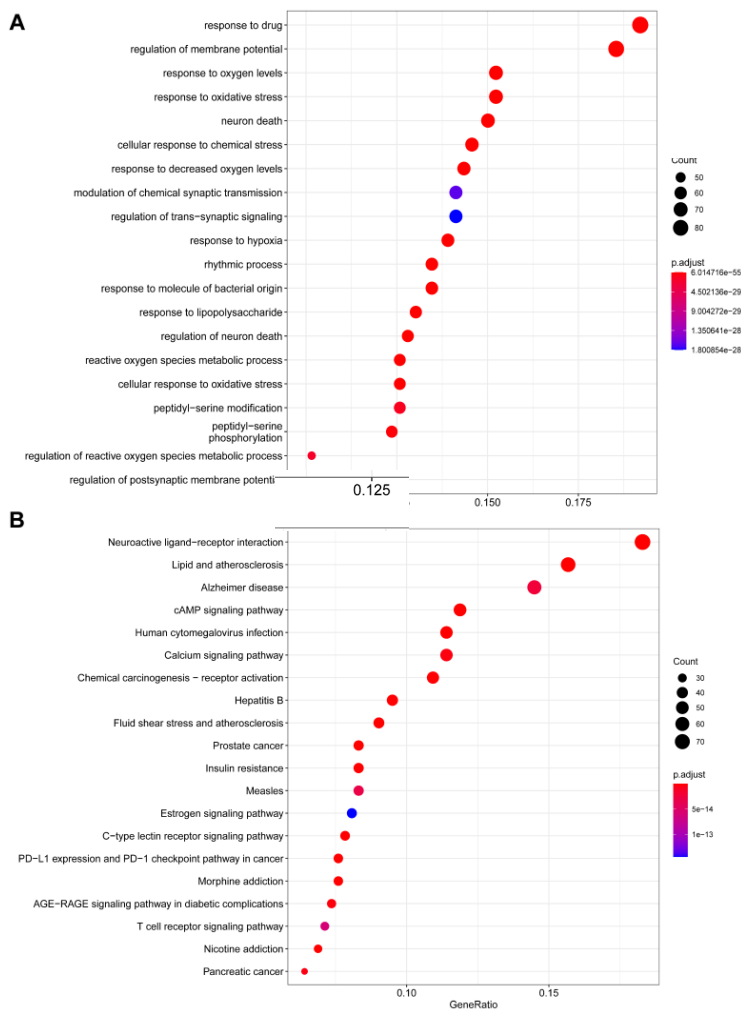 A
response to drug
regulation of membrane potential
response to oxygen levels
response to oxidative stress
neuron death
cellular response to chemical stress
response to decreased oxygen levels
modulation of chemical synaptic transmission
regulation of trans−synaptic signaling
response to hypoxia
rhythmic process
response to molecule of bacterial origin
response to lipopolysaccharide
regulation of neuron death
reactive oxygen species metabolic process
cellular response to oxidative stress
peptidyl−serine modification
peptidyl−serine
phosphorylation
regulation of reactive oxygen species metabolic process
regulation of postsynaptic membrane potenti
0.125
0.150
0.175
Count
50
60
70
80
p.adjust
6.014716e−55
4.502136e−29
9.004272e−29
1.350641e−28
1.800854e−28
B
Neuroactive ligand−receptor interaction
Lipid and atherosclerosis
Alzheimer disease
cAMP signaling pathway
Human cytomegalovirus infection
Calcium signaling pathway
Chemical carcinogenesis − receptor activation
Hepatitis B
Fluid shear stress and atherosclerosis
Prostate cancer
Insulin resistance
Measles
Estrogen signaling pathway
C−type lectin receptor signaling pathway
PD−L1 expression and PD−1 checkpoint pathway in cancer
Morphine addiction
AGE−RAGE signaling pathway in diabetic complications
T cell receptor signaling pathway
Nicotine addiction
Pancreatic cancer
0.10
0.15
GeneRatio
Count
30
40
50
60
70
p.adjust
5e−14
1e−13